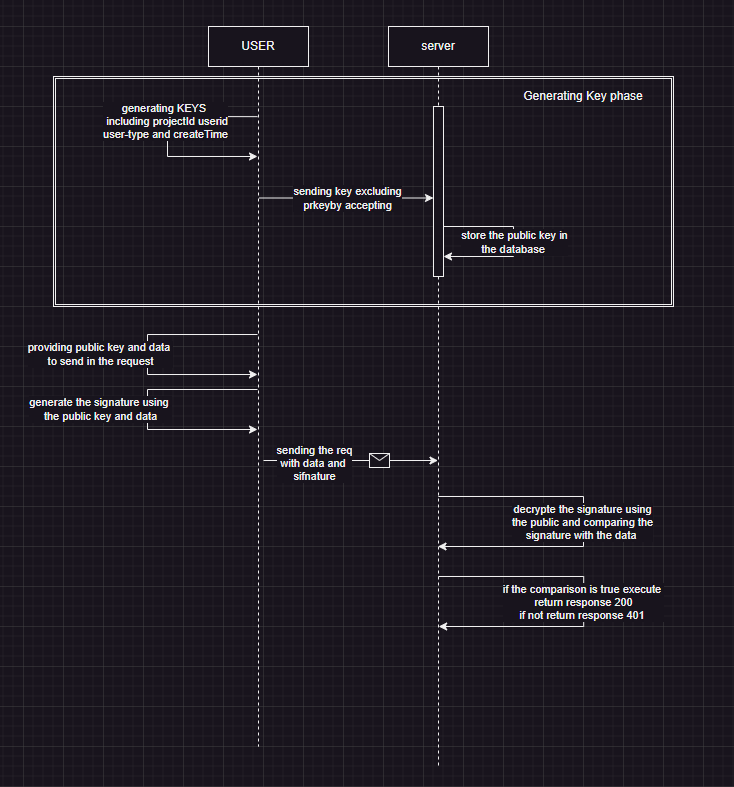 USER
server
Generating Key phase
generating KEYS
including projectId userid
user-type and createTime
sending key excluding
prkeyby accepting
store the public key in
the database
providing public key and data
to send in the request
generate the signature using
the public key and data
sending the req
with data and
sifnature
decrypte the signature using
the public and comparing the
signature with the data
if the comparison is true execute
return response 200
if not return response 401